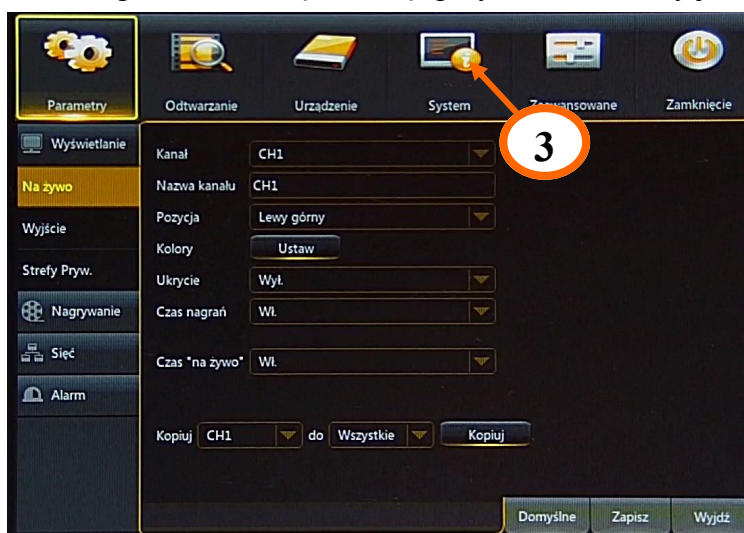 Parametry Odtwarzanie Urządzenie System Zaawansowane Zamknięcie
3
Wyświetlanie
Na żywo
Wyjście
Strefy Pryw.
Nagrywanie
Sięć
Alarm
Kanał CH1
Nazwa kanału CH1
Pozycja Lewy górny
Kolory Ustaw
Ukrycie Wył.
Czas nagrań Wł.
Czas "na żywo" Wł.
Kopiuj CH1 do Wszystkie Kopiuj
Domyślne Zapisz Wyjdź